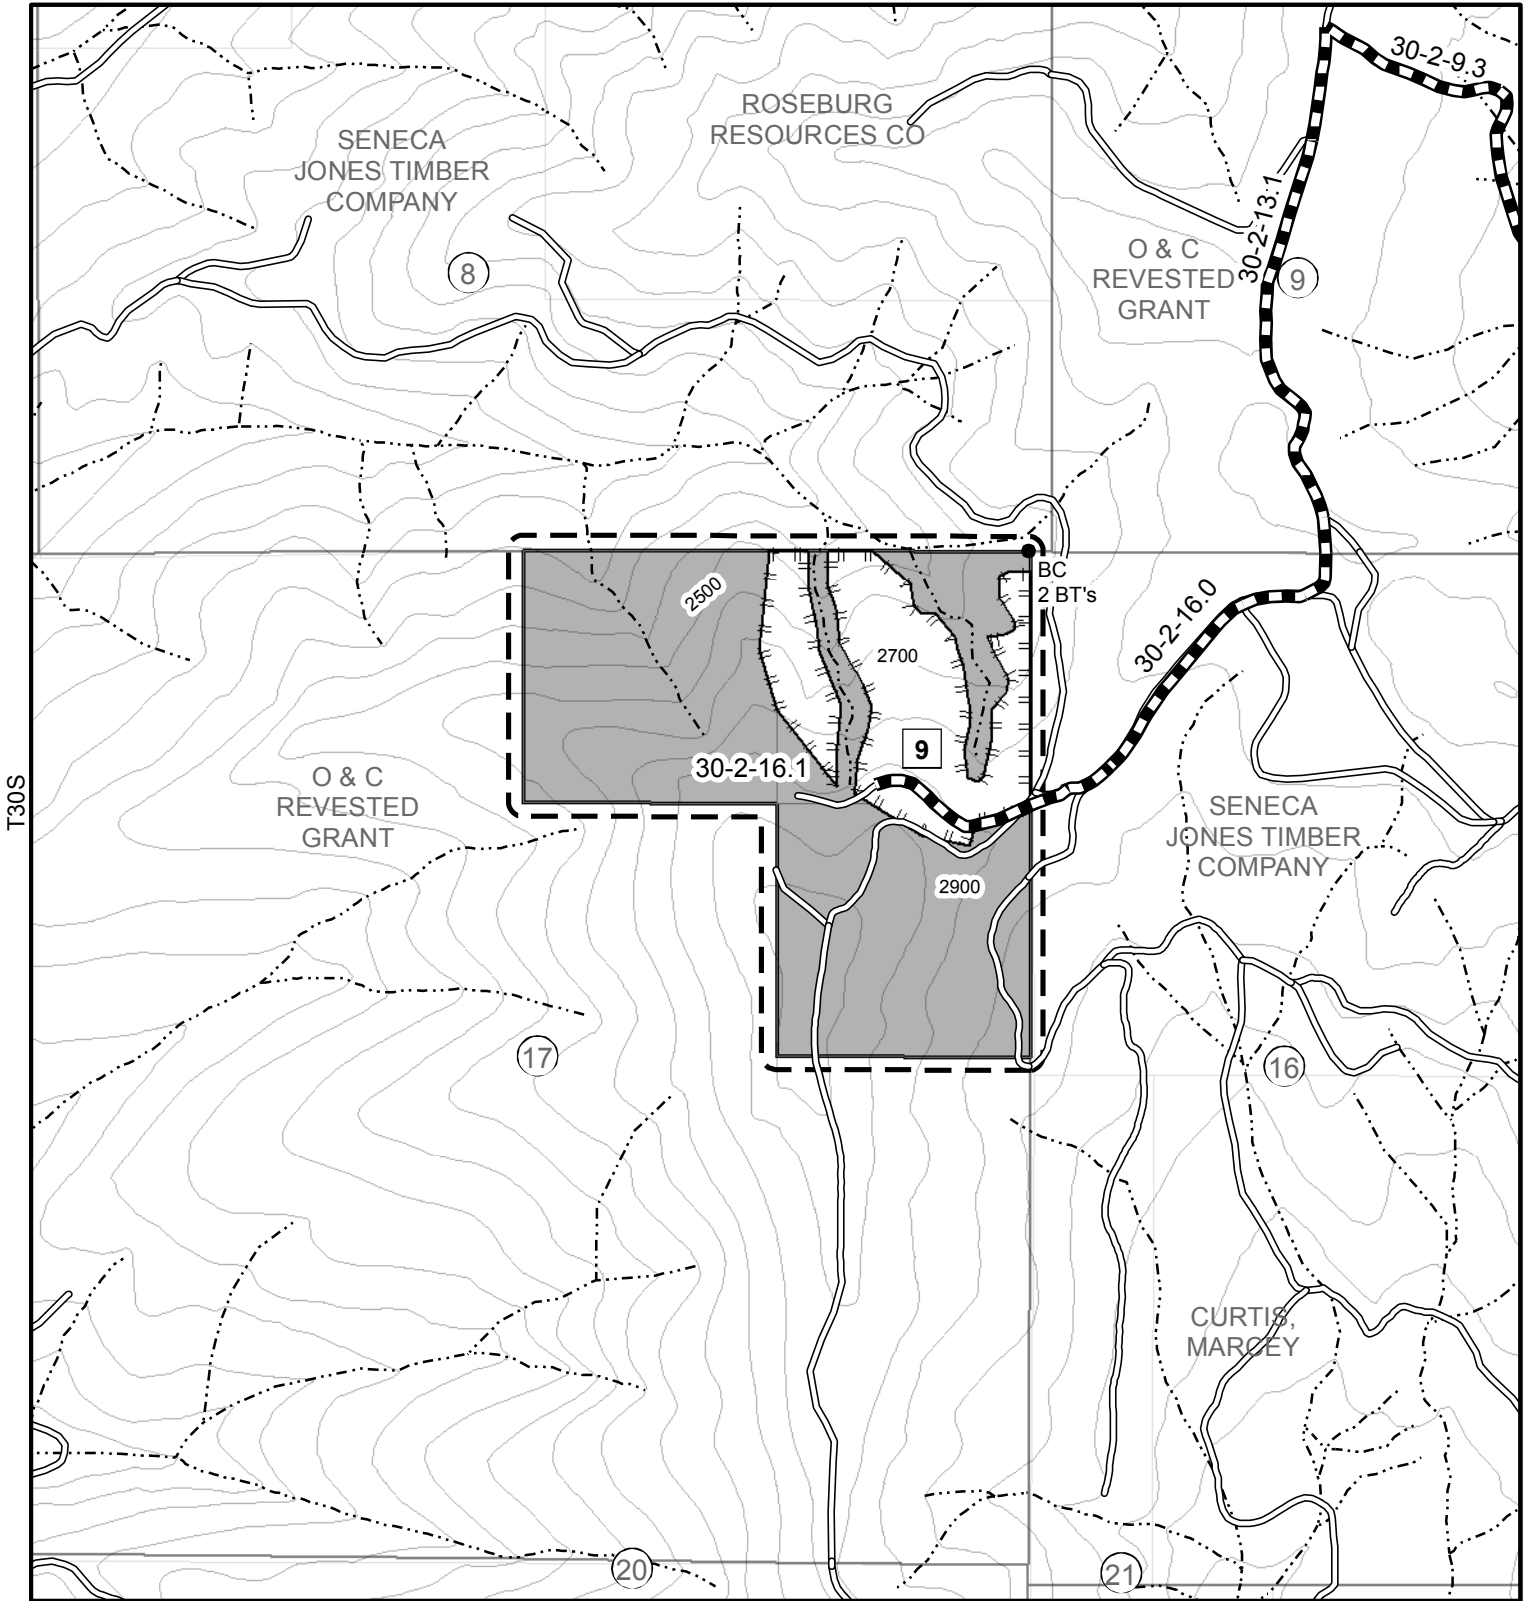 30-2-9.3
ROSEBURG
RESOURCES CO
SENECA
JONES TIMBER
COMPANY
30-2-13.1
O & C
REVESTED
GRANT
8
9
BC
2 BT's
2500
30-2-16.0
2700
9
30-2-16.1
O & C
REVESTED
GRANT
T30S
SENECA
JONES TIMBER
COMPANY
2900
17
16
CURTIS,
MARCEY
20
21